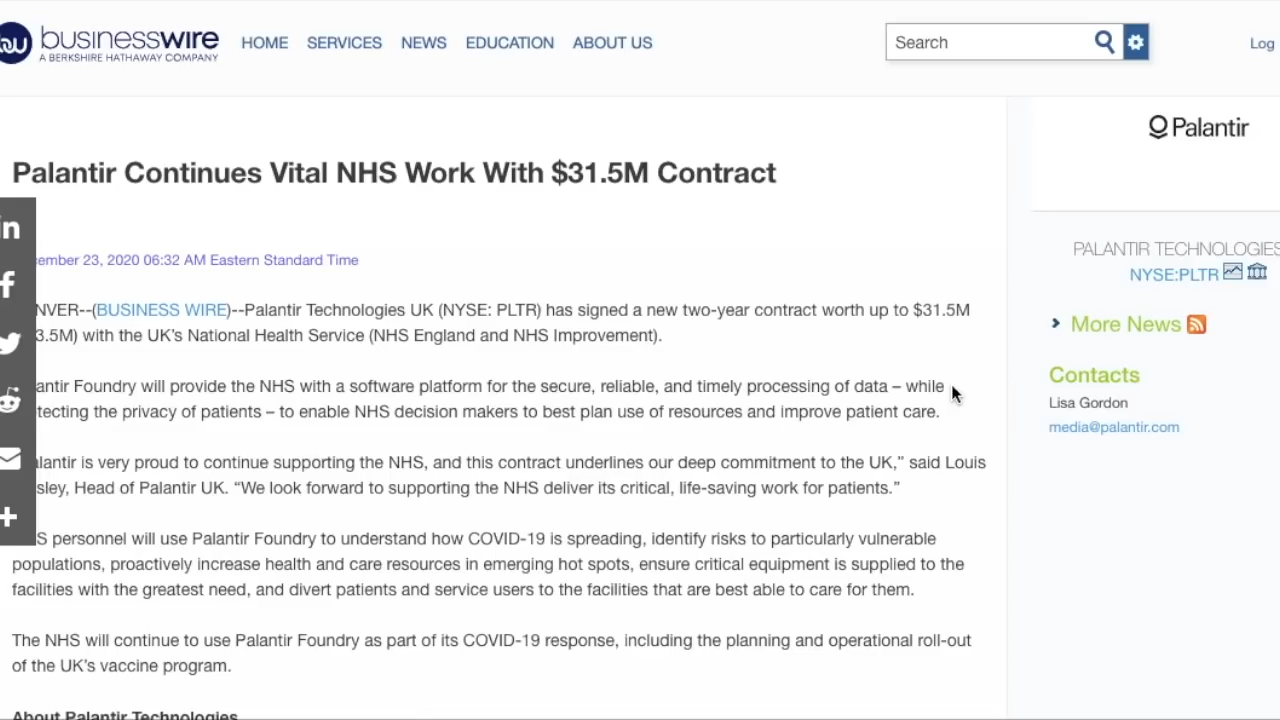 businesswire HOME SERVICES NEWS EDUCATION ABOUT US Search Log
A BERKSHIRE HATHAWAY COMPANY
Palantir
Palantir Continues Vital NHS Work With $31.5M Contract
in
cember 23, 2020 06:32 AM Eastern Standard Time
PALANTIR TECHNOLOGIES
NYSE:PLTR
NVER--(BUSINESS WIRE)--Palantir Technologies UK (NYSE: PLTR) has signed a new two-year contract worth up to $31.5M
3.5M) with the UK's National Health Service (NHS England and NHS Improvement).
More News
Contacts
Lisa Gordon
media@palantir.com
antir Foundry will provide the NHS with a software platform for the secure, reliable, and timely processing of data – while
tecting the privacy of patients – to enable NHS decision makers to best plan use of resources and improve patient care.
alantir is very proud to continue supporting the NHS, and this contract underlines our deep commitment to the UK,” said Louis
sley, Head of Palantir UK. “We look forward to supporting the NHS deliver its critical, life-saving work for patients.”
S personnel will use Palantir Foundry to understand how COVID-19 is spreading, identify risks to particularly vulnerable
populations, proactively increase health and care resources in emerging hot spots, ensure critical equipment is supplied to the
facilities with the greatest need, and divert patients and service users to the facilities that are best able to care for them.
The NHS will continue to use Palantir Foundry as part of its COVID-19 response, including the planning and operational roll-out
of the UK's vaccine program.
About Palantir Technologies